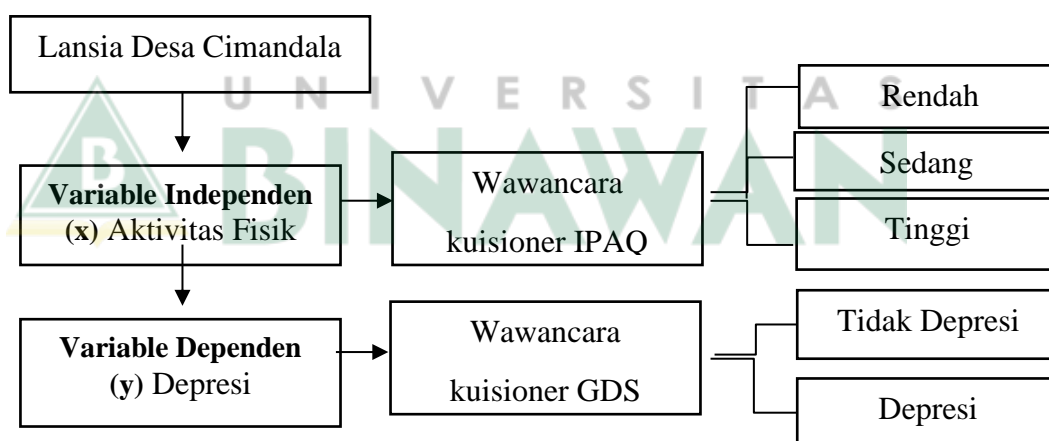 Lansia Desa Cimandala
UNIVERSITAS
BINAWAN
B
Variable Independen
(x) Aktivitas Fisik
Wawancara
kuisioner IPAQ
Rendah
Sedang
Tinggi
Variable Dependen
(y) Depresi
Wawancara
kuisioner GDS
Tidak Depresi
Depresi